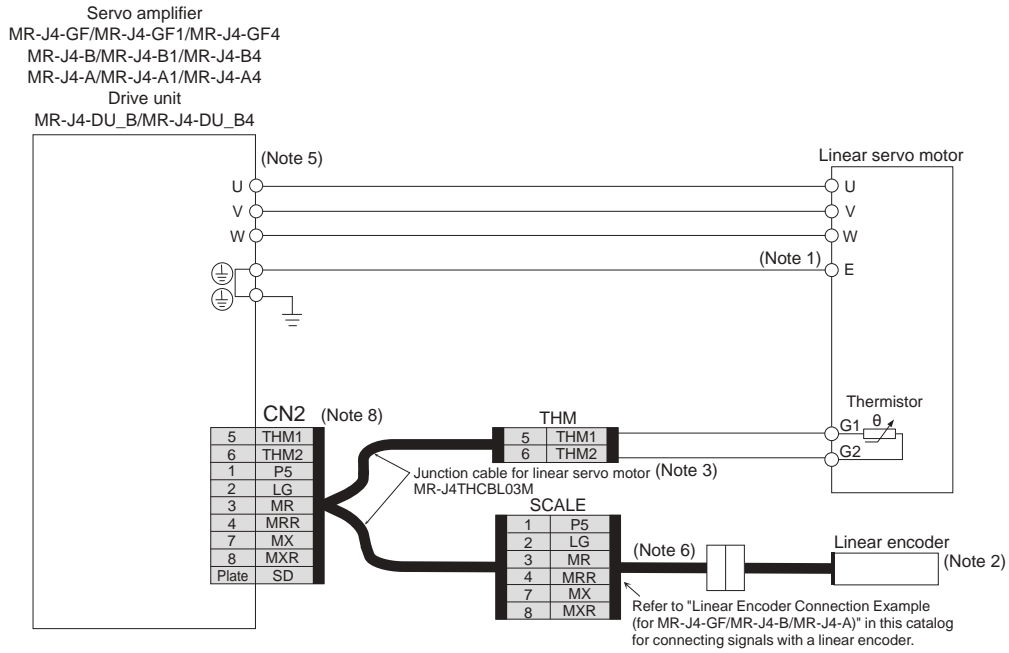 Servo amplifier
MR-J4-GF/MR-J4-GF1/MR-J4-GF4
MR-J4-B/MR-J4-B1/MR-J4-B4
MR-J4-A/MR-J4-A1/MR-J4-A4
Drive unit
MR-J4-DU_B/MR-J4-DU_B4
(Note 5)
Linear servo motor
U
U
V
V
W
W
(Note 1)
E
Thermistor
G1
θ
G2
CN2 (Note 8)
5 THM1
6 THM2
1 P5
2 LG
3 MR
4 MRR
7 MX
8 MXR
Plate SD
THM
5 THM1
6 THM2
Junction cable for linear servo motor (Note 3)
MR-J4THCBL03M
SCALE
1 P5
2 LG
3 MR
4 MRR
7 MX
8 MXR
(Note 6)
Linear encoder
(Note 2)
Refer to "Linear Encoder Connection Example
(for MR-J4-GF/MR-J4-B/MR-J4-A)" in this catalog
for connecting signals with a linear encoder.